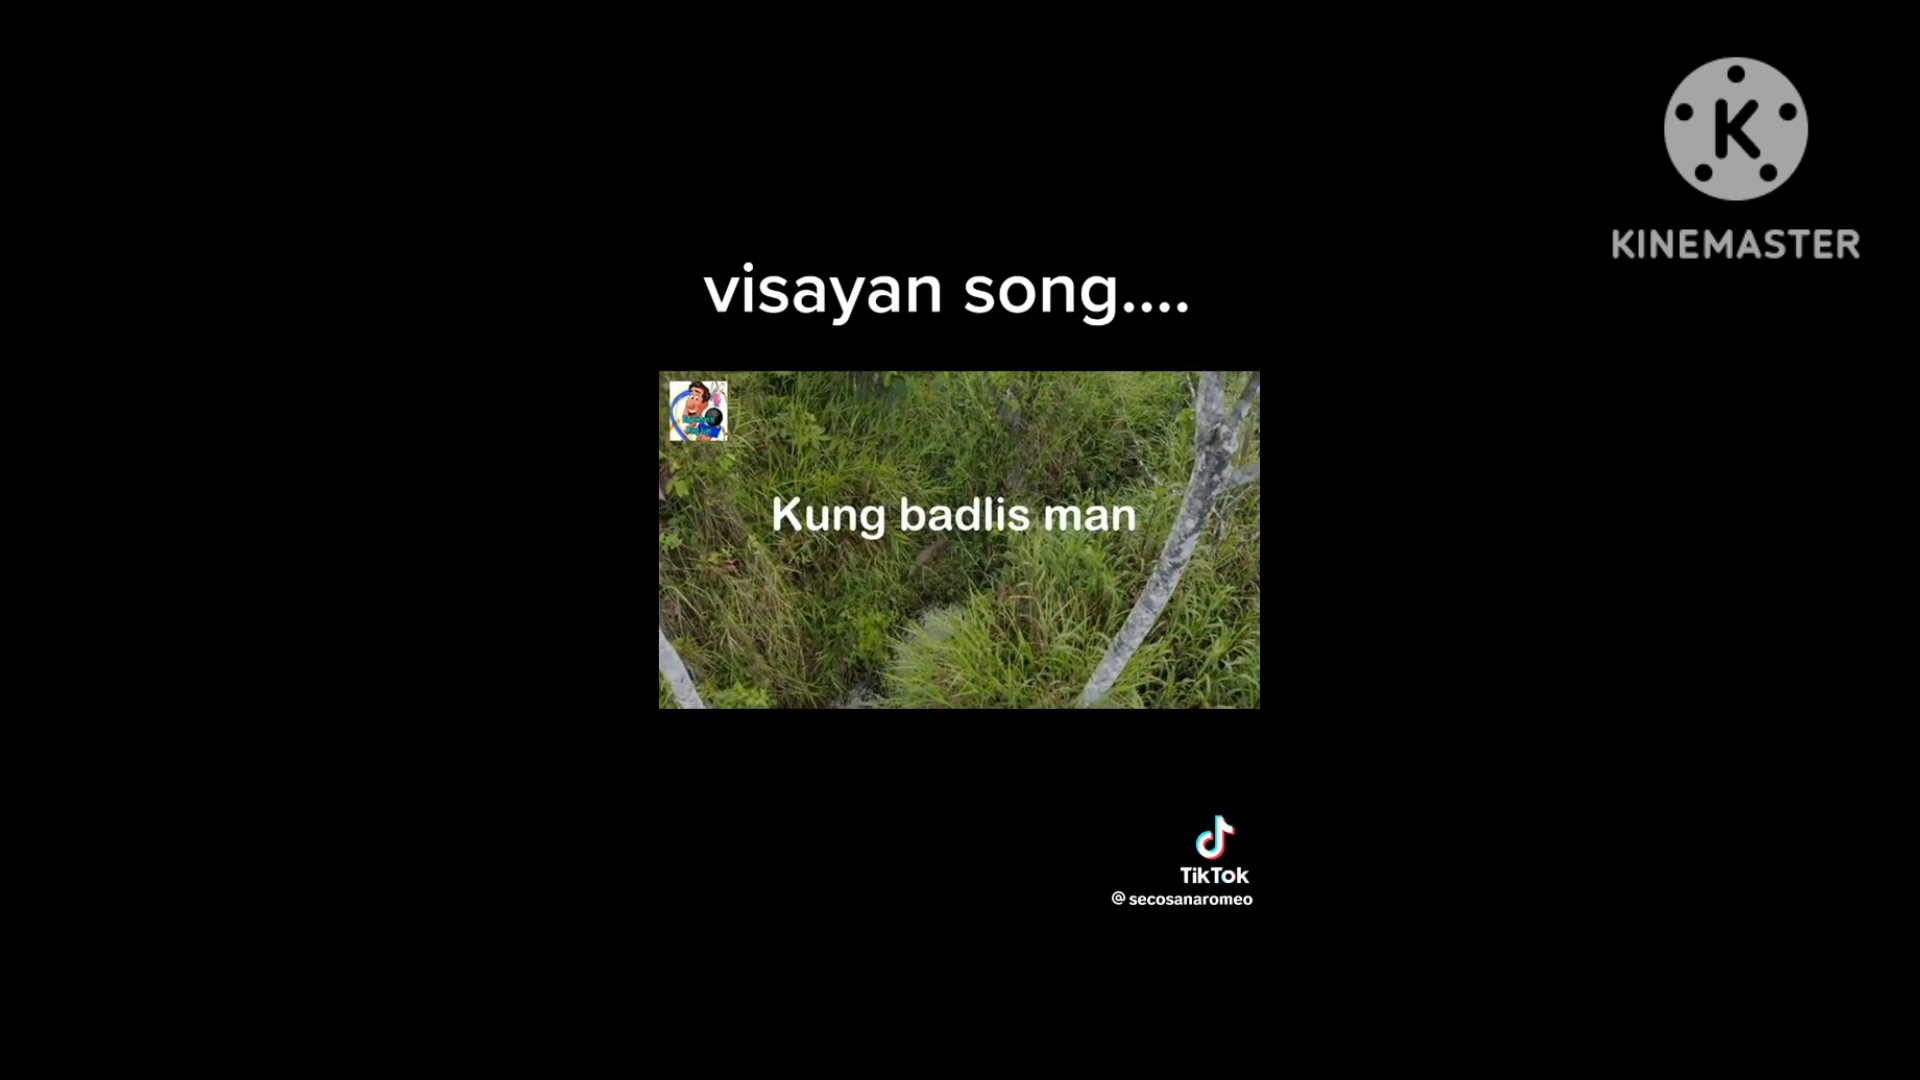 K
KINEMASTER
visayan song....
Kung badlis man
TikTok
@secosanaromeo